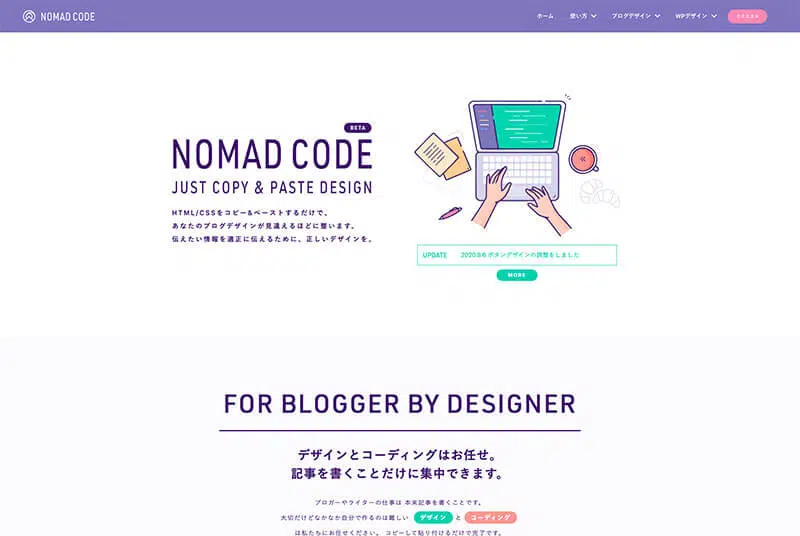 NOMAD CODE
ホーム 使い方 ブログデザイン WPデザイン
BETA
NOMAD CODE
JUST COPY & PASTE DESIGN
HTML/CSSをコピー&ペーストするだけで、
あなたのブログデザインが見違えるほどに整います。
伝えたい情報を適正に伝えるために、正しいデザインを。
UPDATE 2020.9.6 ボタンデザインの調整をしました
MORE
FOR BLOGGER BY DESIGNER
デザインとコーディングはお任せ。
記事を書くことだけに集中できます。
ブロガーやライターの仕事は 本来記事を書くことです。
大切だけどなかなか自分で作るのは難しい デザイン と コーディング
は私たちにお任せください。 コピーして貼り付けるだけで完了です。